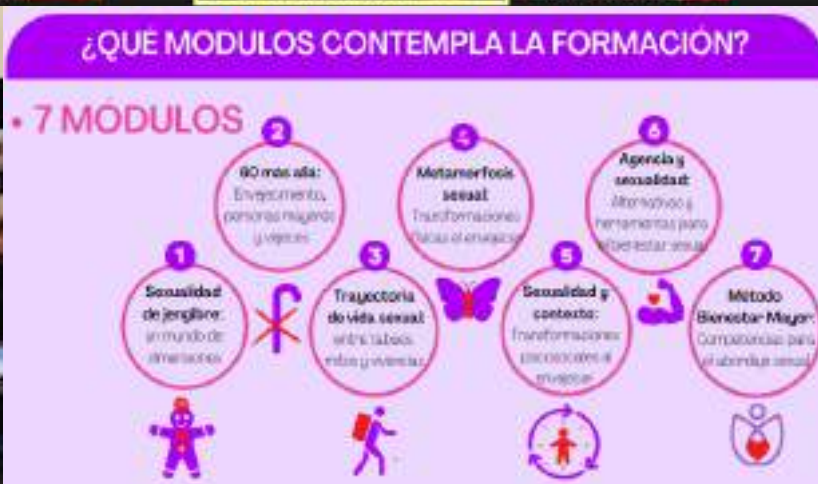 ¿QUÉ MODULOS CONTEMPLA LA FORMACIÓN?
• 7 MÓDULOS
1
Sexualidad
de jengibre:
un mundo de
dimensiones
2
60 más allá:
Envejecimiento,
personas mayores
y vejeces
3
Trayectoria
de vida sexual:
entre tabúes,
mitos y vivencias
4
Metamorfosis
sexual:
Transformaciones
físicas al envejecer
5
Sexualidad y
contexto:
Transformaciones
psicosociales al
envejecer
6
Agencia y
sexualidad:
Alternativas y
herramientas para
el bienestar sexual
7
Método
Bienestar Mayor:
Competencias para
el abordaje sexual